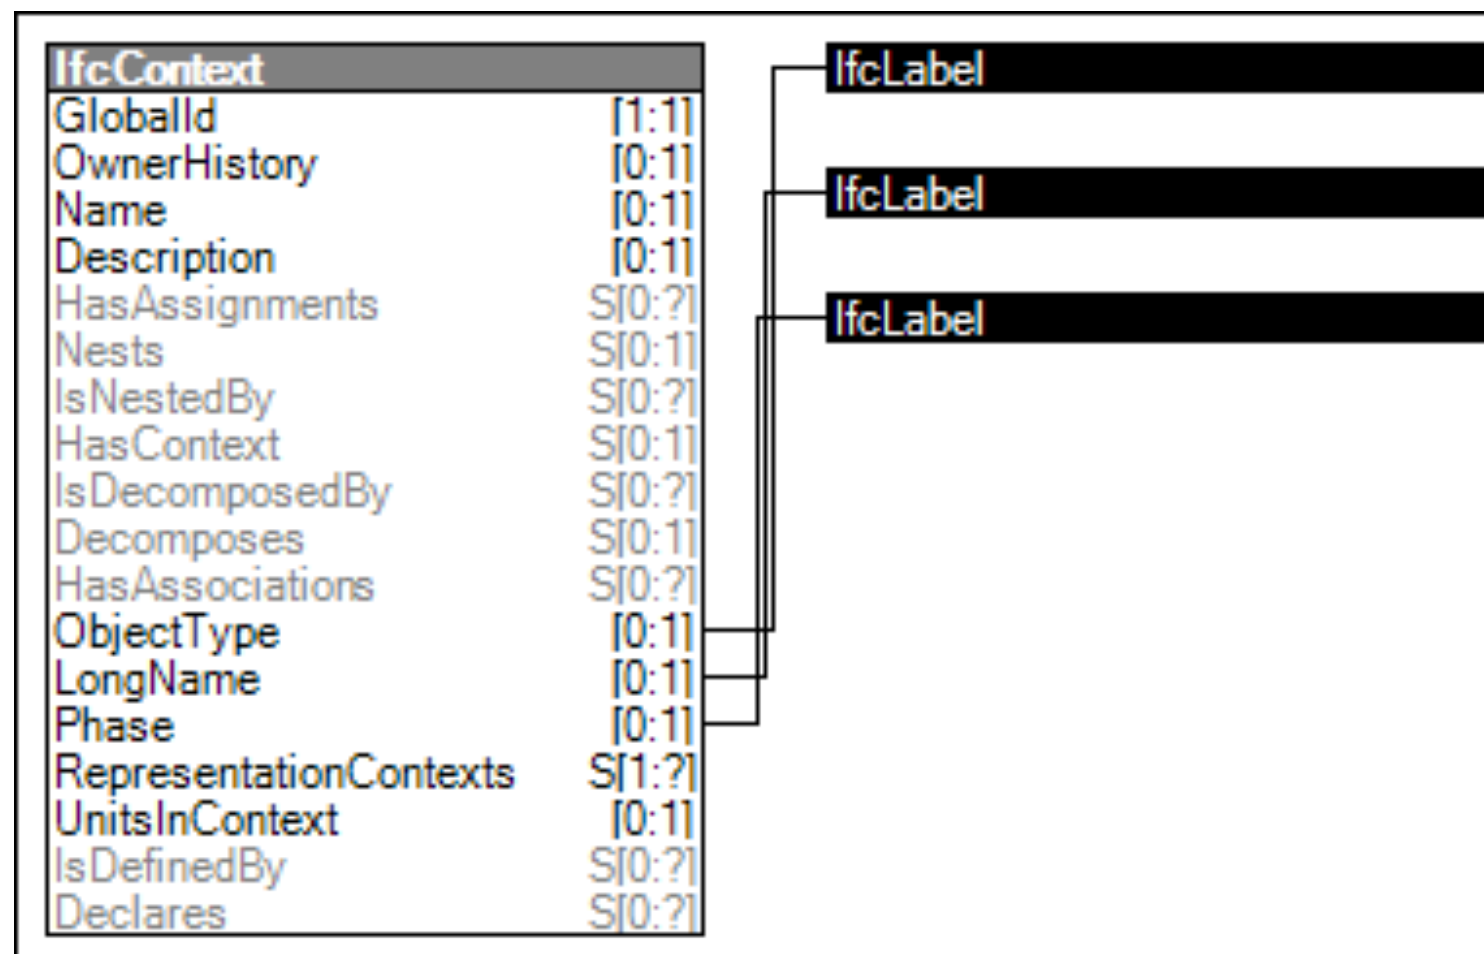 IfcContext
GlobalId [1:1]
OwnerHistory [0:1]
Name [0:1]
Description [0:1]
HasAssignments S[0:?]
Nests S[0:1]
IsNestedBy S[0:?]
HasContext S[0:1]
IsDecomposedBy S[0:?]
Decomposes S[0:1]
HasAssociations S[0:?]
ObjectType [0:1]
LongName [0:1]
Phase [0:1]
RepresentationContexts S[1:?]
UnitsInContext [0:1]
IsDefinedBy S[0:?]
Declares S[0:?]
IfcLabel
IfcLabel
IfcLabel